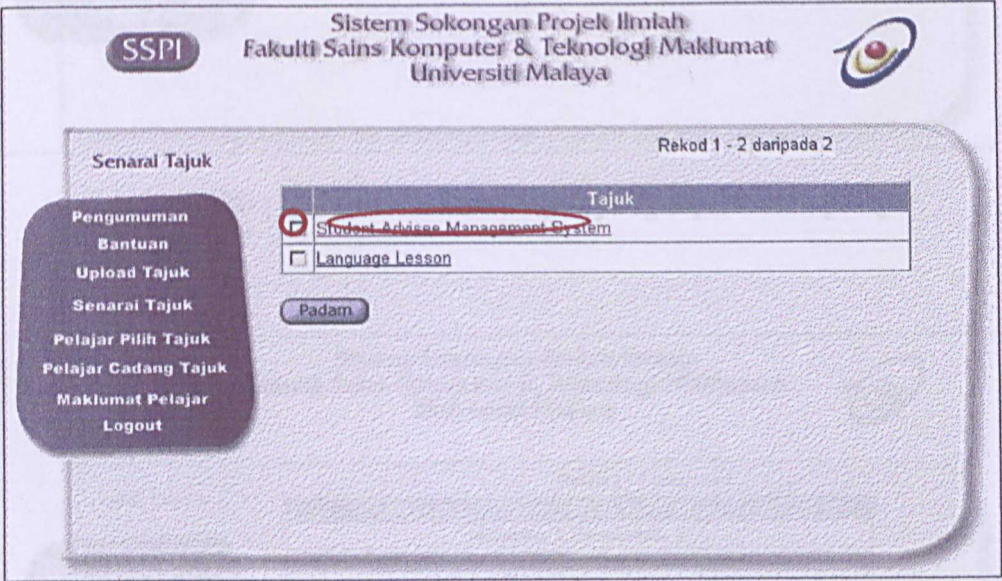 SSPI
Sistem Sokongan Projek Ilmiah
Fakulti Sains Komputer & Teknologi Maklumat
Universiti Malaya
Senarai Tajuk
Rekod 1 - 2 daripada 2
Pengumuman
Bantuan
Upload Tajuk
Senarai Tajuk
Pelajar Pilih Tajuk
Pelajar Cadang Tajuk
Maklumat Pelajar
Logout
Tajuk
Student Advisee Management System
Language Lesson
Padam